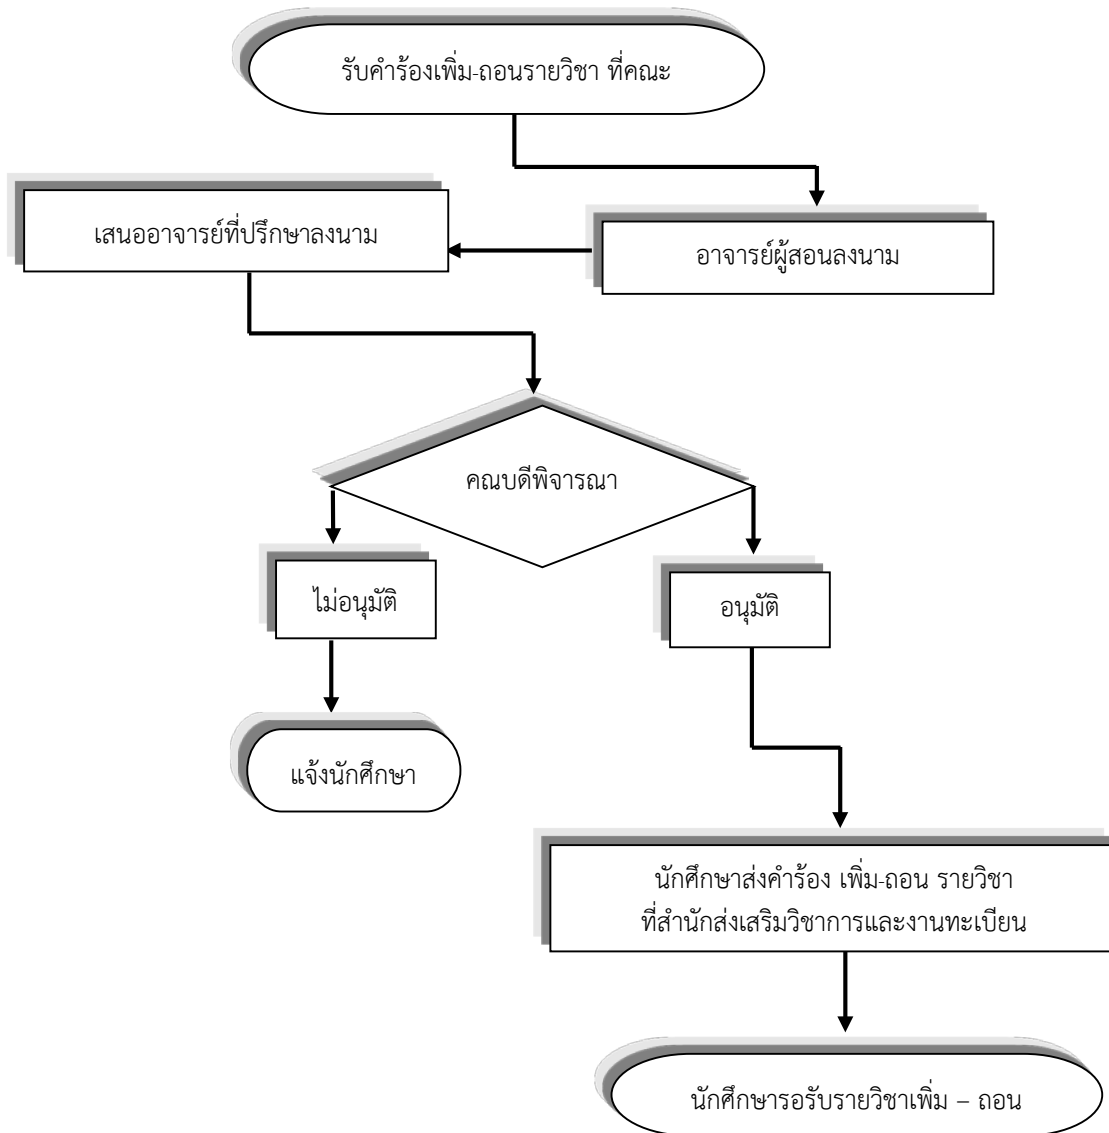 รับคำร้องเพิ่ม-ถอนรายวิชา ที่คณะ
อาจารย์ผู้สอนลงนาม
เสนออาจารย์ที่ปรึกษาลงนาม
คณบดีพิจารณา
ไม่อนุมัติ
อนุมัติ
แจ้งนักศึกษา
นักศึกษาส่งคำร้อง เพิ่ม-ถอน รายวิชา
ที่สำนักส่งเสริมวิชาการและงานทะเบียน
นักศึกษารอรับรายวิชาเพิ่ม – ถอน